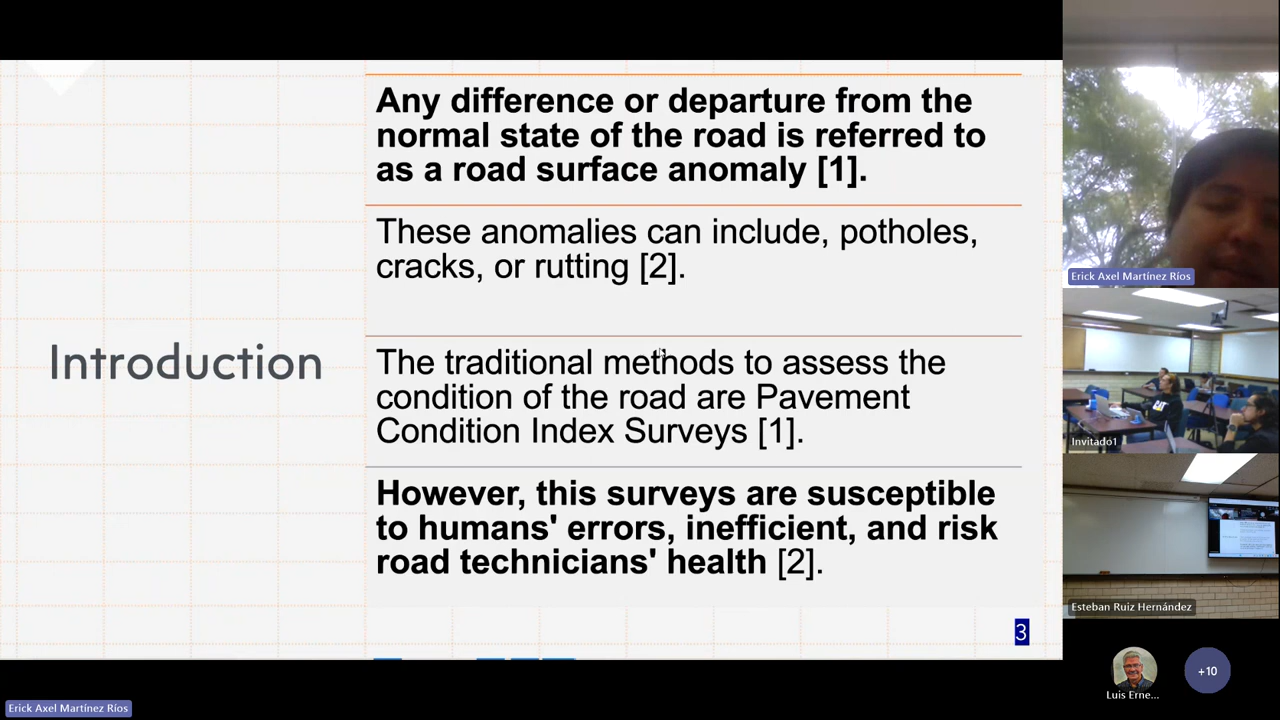 Introduction
Any difference or departure from the
normal state of the road is referred to
as a road surface anomaly [1].
These anomalies can include, potholes,
cracks, or rutting [2].
The traditional methods to assess the
condition of the road are Pavement
Condition Index Surveys [1].
However, this surveys are susceptible
to humans' errors, inefficient, and risk
road technicians' health [2].
3
Erick Axel Martínez Ríos
Invitado1
Esteban Ruiz Hernández
Luis Erne...
+10
Erick Axel Martínez Ríos